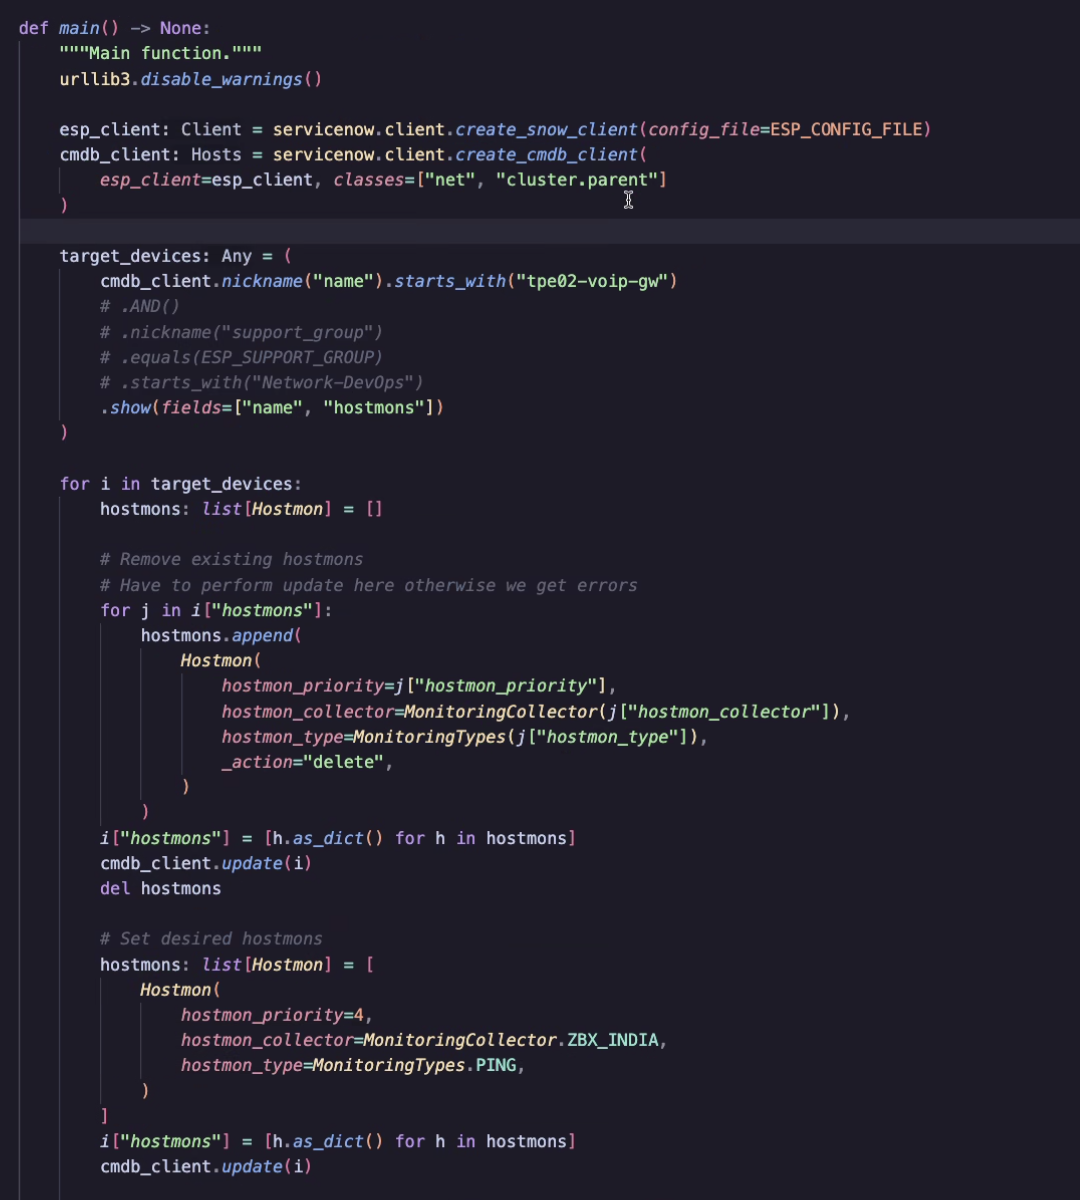 def main() -> None:
    """Main function."""
    urllib3.disable_warnings()

    esp_client: Client = servicenow.client.create_snow_client(config_file=ESP_CONFIG_FILE)
    cmdb_client: Hosts = servicenow.client.create_cmdb_client(
        esp_client=esp_client, classes=["net", "cluster.parent"]
    )

    target_devices: Any = (
        cmdb_client.nickname("name").starts_with("tpe02-voip-gw")
        # .AND()
        # .nickname("support_group")
        # .equals(ESP_SUPPORT_GROUP)
        # .starts_with("Network-DevOps")
        .show(fields=["name", "hostmons"])
    )

    for i in target_devices:
        hostmons: list[Hostmon] = []

        # Remove existing hostmons
        # Have to perform update here otherwise we get errors
        for j in i["hostmons"]:
            hostmons.append(
                Hostmon(
                    hostmon_priority=j["hostmon_priority"],
                    hostmon_collector=MonitoringCollector(j["hostmon_collector"]),
                    hostmon_type=MonitoringTypes(j["hostmon_type"]),
                    _action="delete",
                )
            )
        i["hostmons"] = [h.as_dict() for h in hostmons]
        cmdb_client.update(i)
        del hostmons

        # Set desired hostmons
        hostmons: list[Hostmon] = [
            Hostmon(
                hostmon_priority=4,
                hostmon_collector=MonitoringCollector.ZBX_INDIA,
                hostmon_type=MonitoringTypes.PING,
            )
        ]
        i["hostmons"] = [h.as_dict() for h in hostmons]
        cmdb_client.update(i)